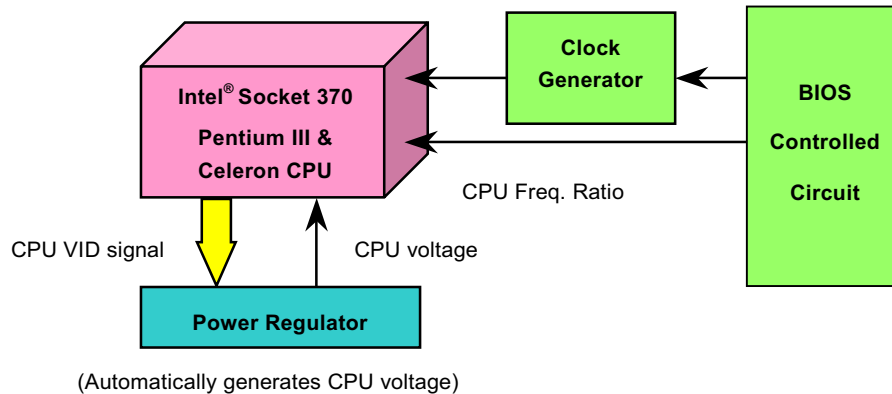 Intel® Socket 370
Pentium III &
Celeron CPU
Clock
Generator
BIOS
Controlled
Circuit
CPU Freq. Ratio
CPU VID signal
CPU voltage
Power Regulator
(Automatically generates CPU voltage)